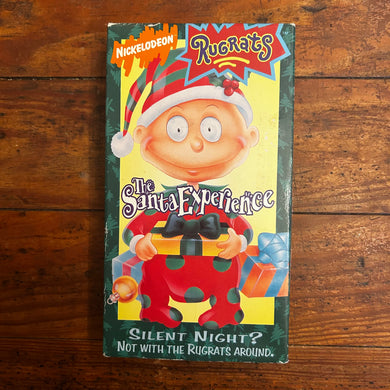 NICKELODEON
RUGRATS
The
Santa Experience
SILENT NIGHT?
NOT WITH THE RUGRATS AROUND.